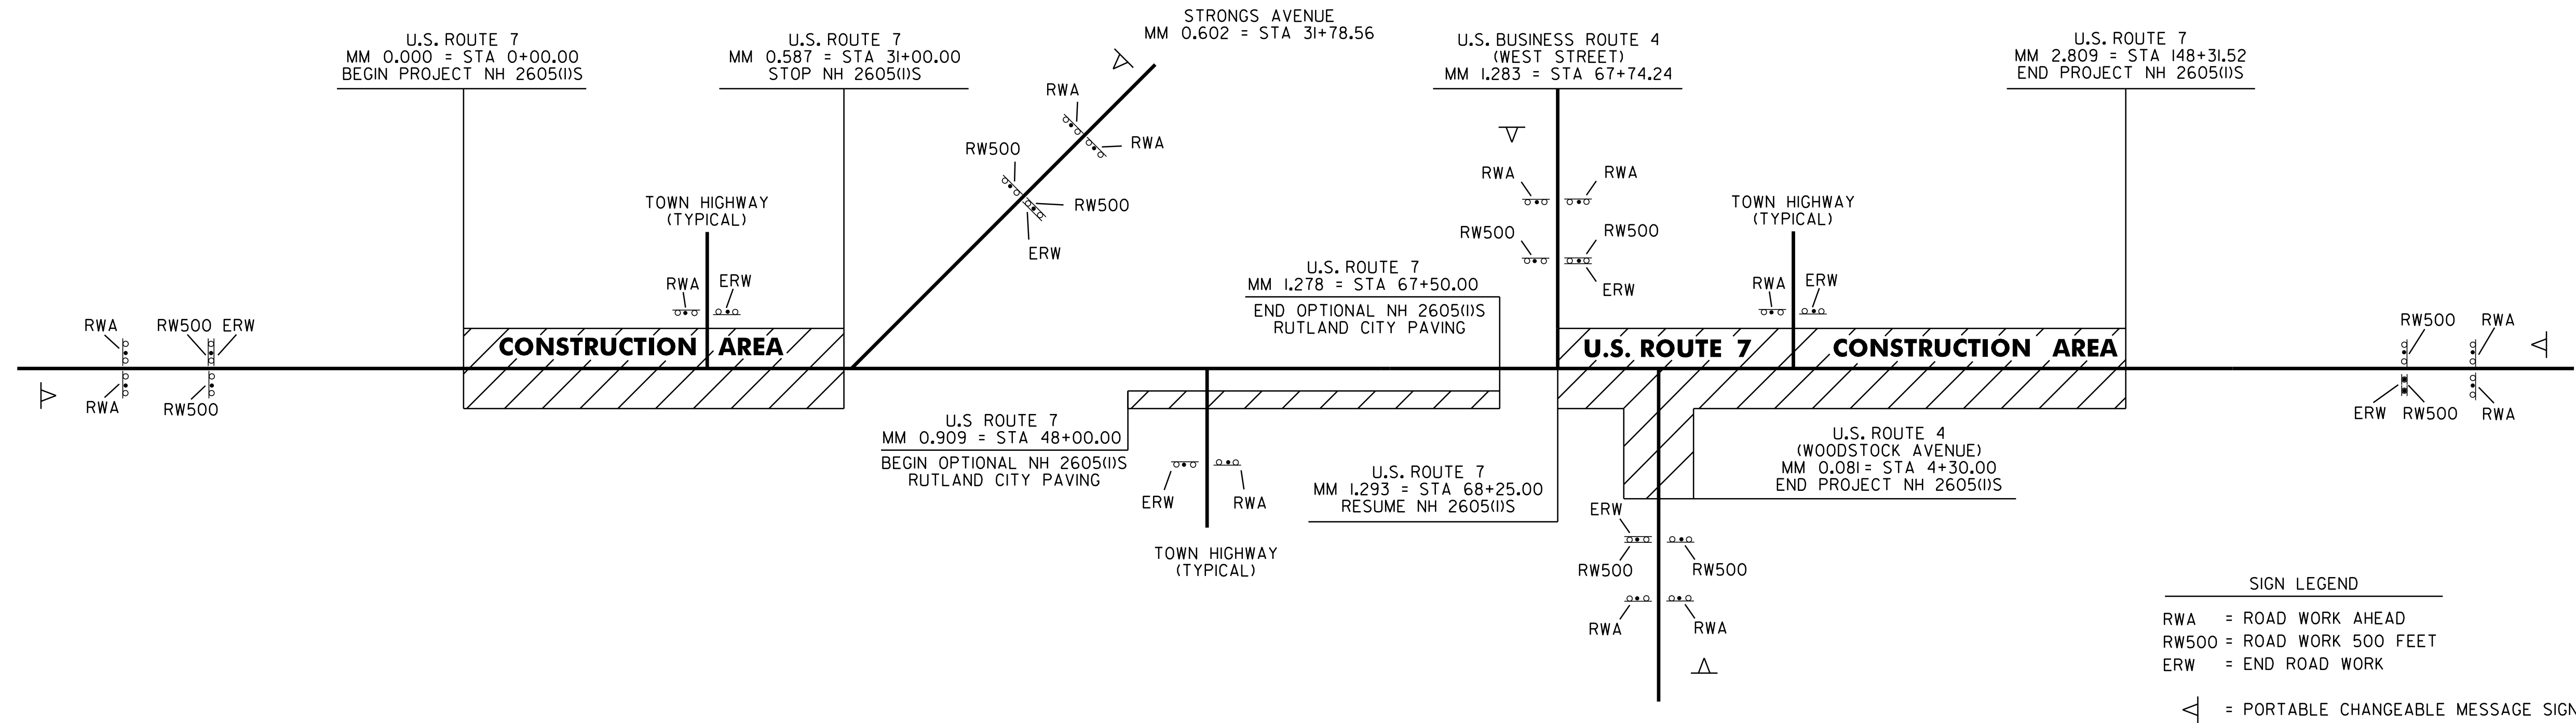 STRONGS AVENUE
MM 0.602 = STA 31+78.56
U.S. ROUTE 7
MM 0.000 = STA 0+00.00
BEGIN PROJECT NH 2605(1)S
U.S. ROUTE 7
MM 0.587 = STA 31+00.00
STOP NH 2605(1)S
U.S. BUSINESS ROUTE 4
(WEST STREET)
MM 1.283 = STA 67+74.24
U.S. ROUTE 7
MM 2.809 = STA 148+31.52
END PROJECT NH 2605(1)S
RWA
RWA
RW500
RW500
ERW
TOWN HIGHWAY
(TYPICAL)
RWA
ERW
RWA
RWA
RW500
RW500
ERW
TOWN HIGHWAY
(TYPICAL)
RWA
ERW
U.S. ROUTE 7
MM 1.278 = STA 67+50.00
END OPTIONAL NH 2605(1)S
RUTLAND CITY PAVING
RWA
RW500 ERW
RWA
RW500
CONSTRUCTION AREA
U.S. ROUTE 7
CONSTRUCTION AREA
RW500
RWA
ERW
RW500
RWA
U.S ROUTE 7
MM 0.909 = STA 48+00.00
BEGIN OPTIONAL NH 2605(1)S
RUTLAND CITY PAVING
ERW
RWA
TOWN HIGHWAY
(TYPICAL)
U.S. ROUTE 7
MM 1.293 = STA 68+25.00
RESUME NH 2605(1)S
U.S. ROUTE 4
(WOODSTOCK AVENUE)
MM 0.081= STA 4+30.00
END PROJECT NH 2605(1)S
ERW
RW500
RW500
RWA
RWA
SIGN LEGEND
RWA = ROAD WORK AHEAD
RW500 = ROAD WORK 500 FEET
ERW = END ROAD WORK
= PORTABLE CHANGEABLE MESSAGE SIGN